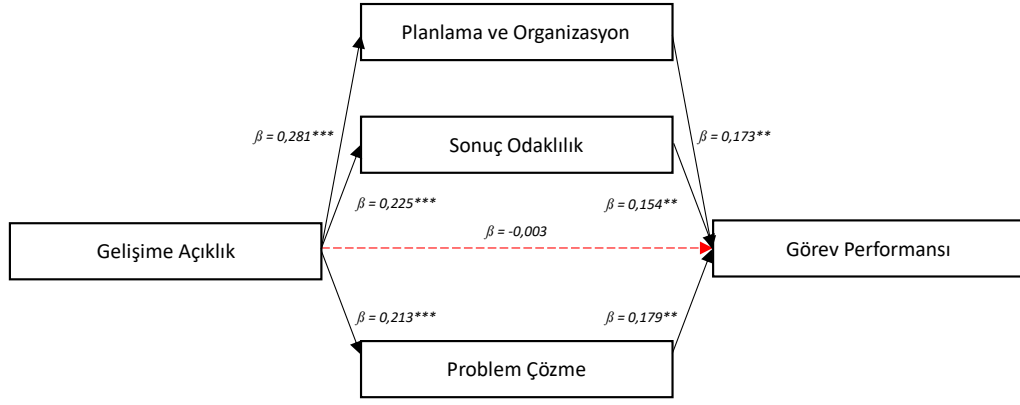 Planlama ve Organizasyon
β = 0,281***
β = 0,173**
Sonuç Odaklılık
β = 0,225***
β = 0,154**
β = -0,003
Gelişime Açıklık
Görev Performansı
β = 0,213***
β = 0,179**
Problem Çözme